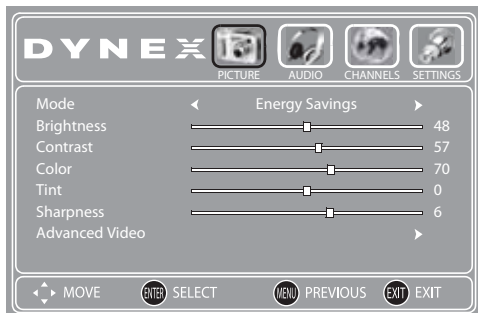 DYNEX
PICTURE AUDIO CHANNELS SETTINGS
Mode Energy Savings
Brightness 48
Contrast 57
Color 70
Tint 0
Sharpness 6
Advanced Video
MOVE ENTER SELECT MENU PREVIOUS EXIT EXIT